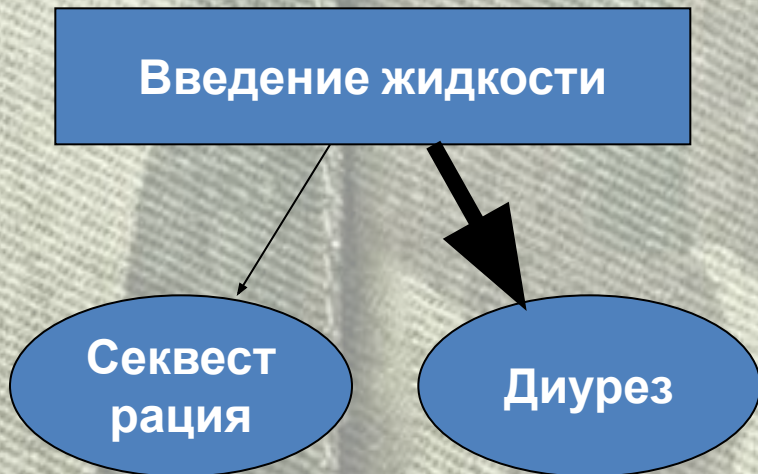 Введение жидкости
Секвест
рация
Диурез